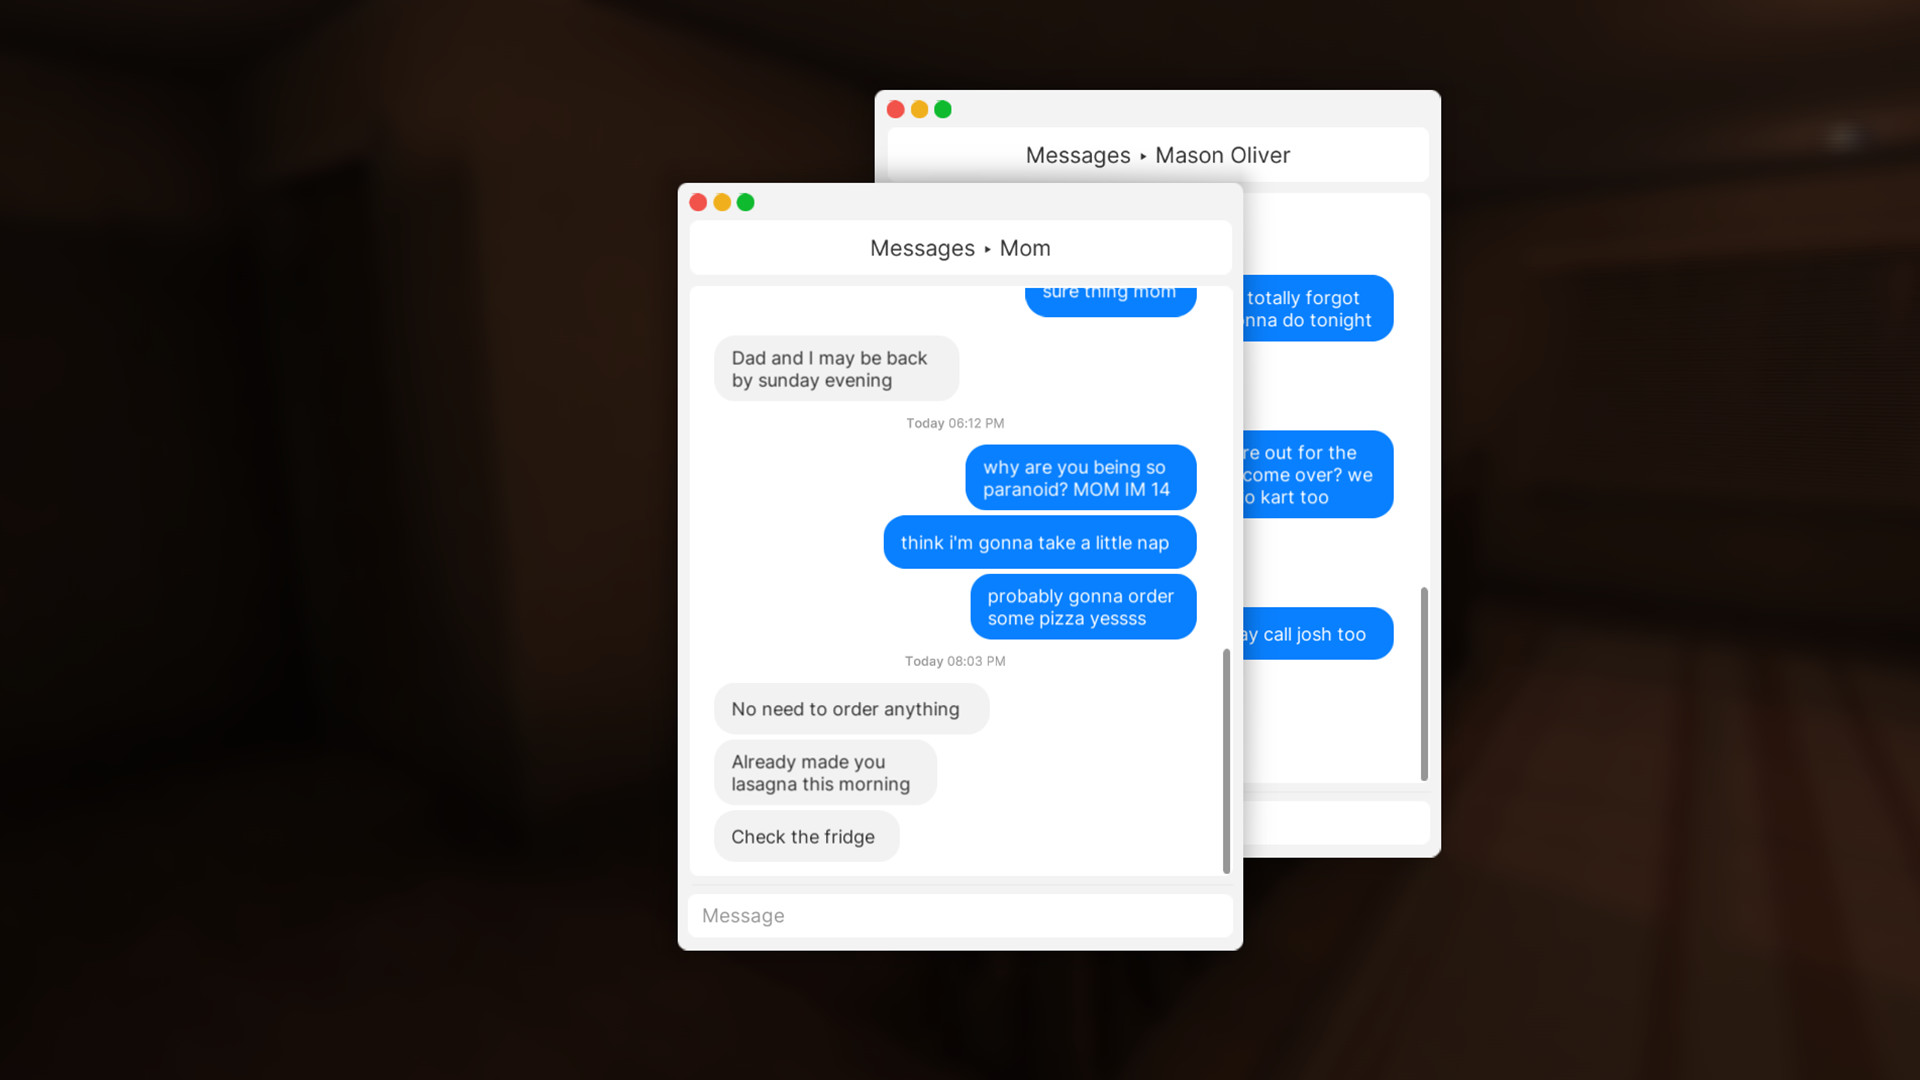 Messages ▸ Mason Oliver
totally forgot
do tonight
out for the
come over? we
kart too
call josh too
Messages ▸ Mom
sure thing mom
Dad and I may be back
by sunday evening
Today 06:12 PM
why are you being so
paranoid? MOM IM 14
think i'm gonna take a little nap
probably gonna order
some pizza yessss
Today 08:03 PM
No need to order anything
Already made you
lasagna this morning
Check the fridge
Message